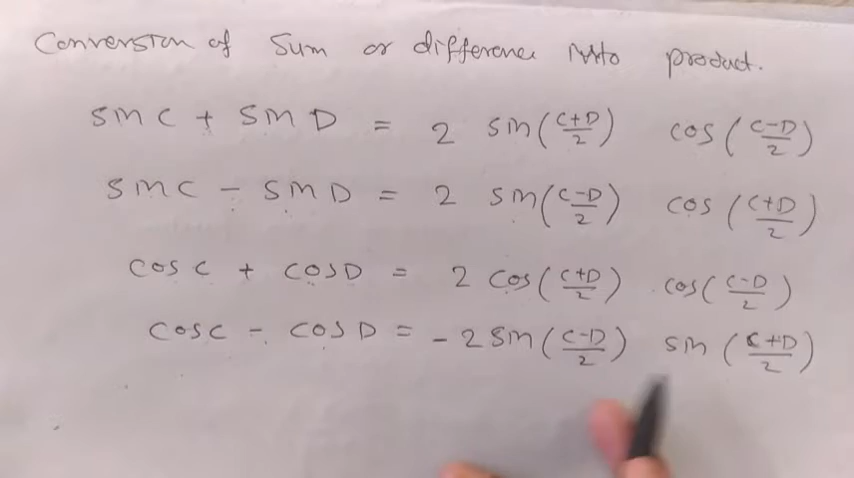 Conversion of Sum or difference into product.
sin C + sin D = 2 sin(C+D/2) cos(C-D/2)
sin C - sin D = 2 sin(C-D/2) cos(C+D/2)
cos C + cos D = 2 cos(C+D/2) cos(C-D/2)
cos C - cos D = -2 sin(C-D/2) sin(C+D/2)